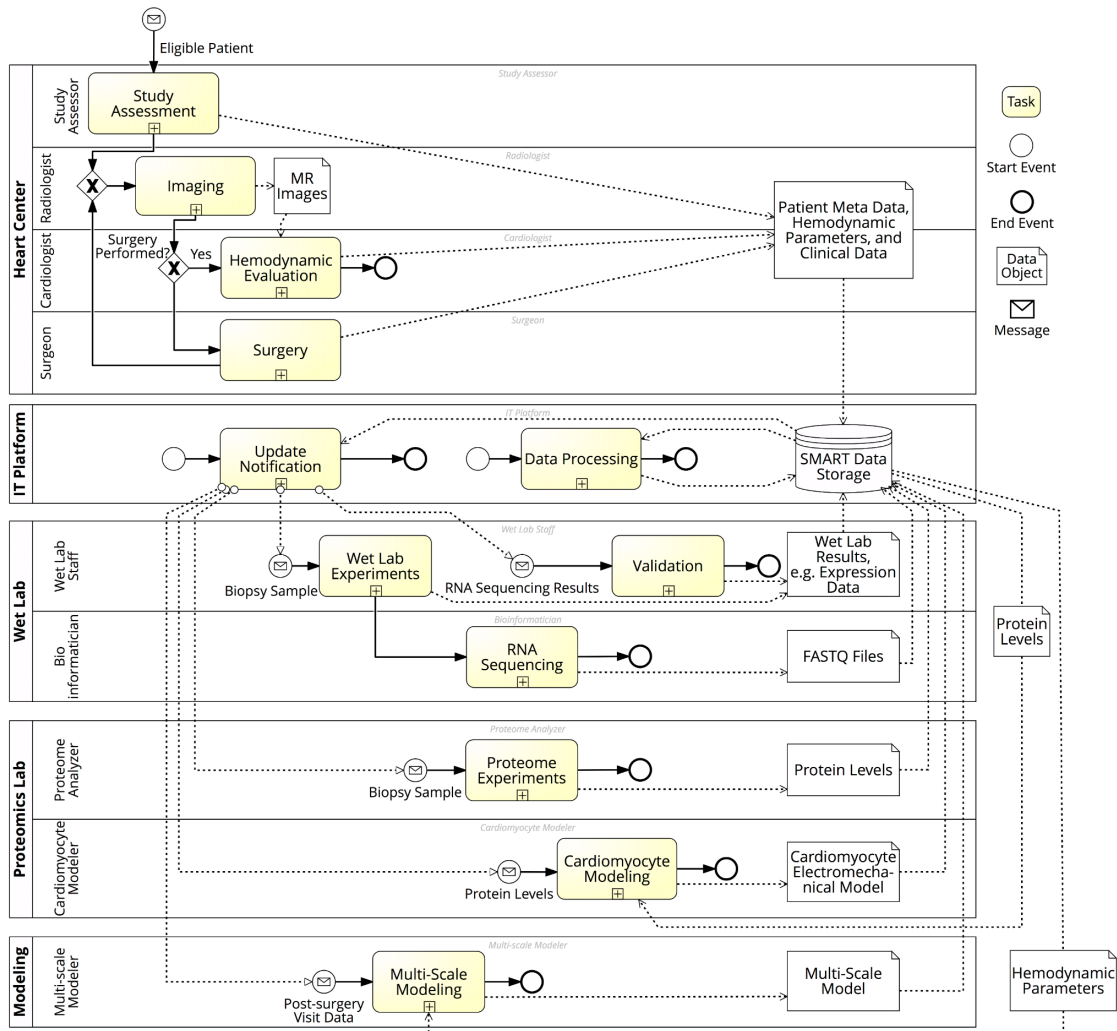 Eligible Patient
Heart Center
Study
Assessor
Study Assessor
Study
Assessment
Radiologist
Radiologist
X
Imaging
MR
Images
Patient Meta Data,
Hemodynamic
Parameters, and
Clinical Data
Cardiologist
Cardiologist
Surgery
Performed?
X
Yes
Hemodynamic
Evaluation
Surgeon
Surgeon
Surgery
Task
Start Event
End Event
Data
Object
Message
IT Platform
IT Platform
Update
Notification
Data Processing
SMART Data
Storage
Wet Lab
Wet Lab
Staff
Wet Lab Staff
Biopsy Sample
Wet Lab
Experiments
RNA Sequencing Results
Validation
Wet Lab
Results,
e.g. Expression
Data
Bio
informatician
Bioinformatician
RNA
Sequencing
FASTQ Files
Protein
Levels
Proteomics Lab
Proteome
Analyzer
Proteome Analyzer
Biopsy Sample
Proteome
Experiments
Protein Levels
Cardiomyocyte
Modeler
Cardiomyocyte Modeler
Protein Levels
Cardiomyocyte
Modeling
Cardiomyocyte
Electromecha-
nical Model
Modeling
Multi-scale
Modeler
Multi-scale Modeler
Post-surgery
Visit Data
Multi-Scale
Modeling
Multi-Scale
Model
Hemodynamic
Parameters